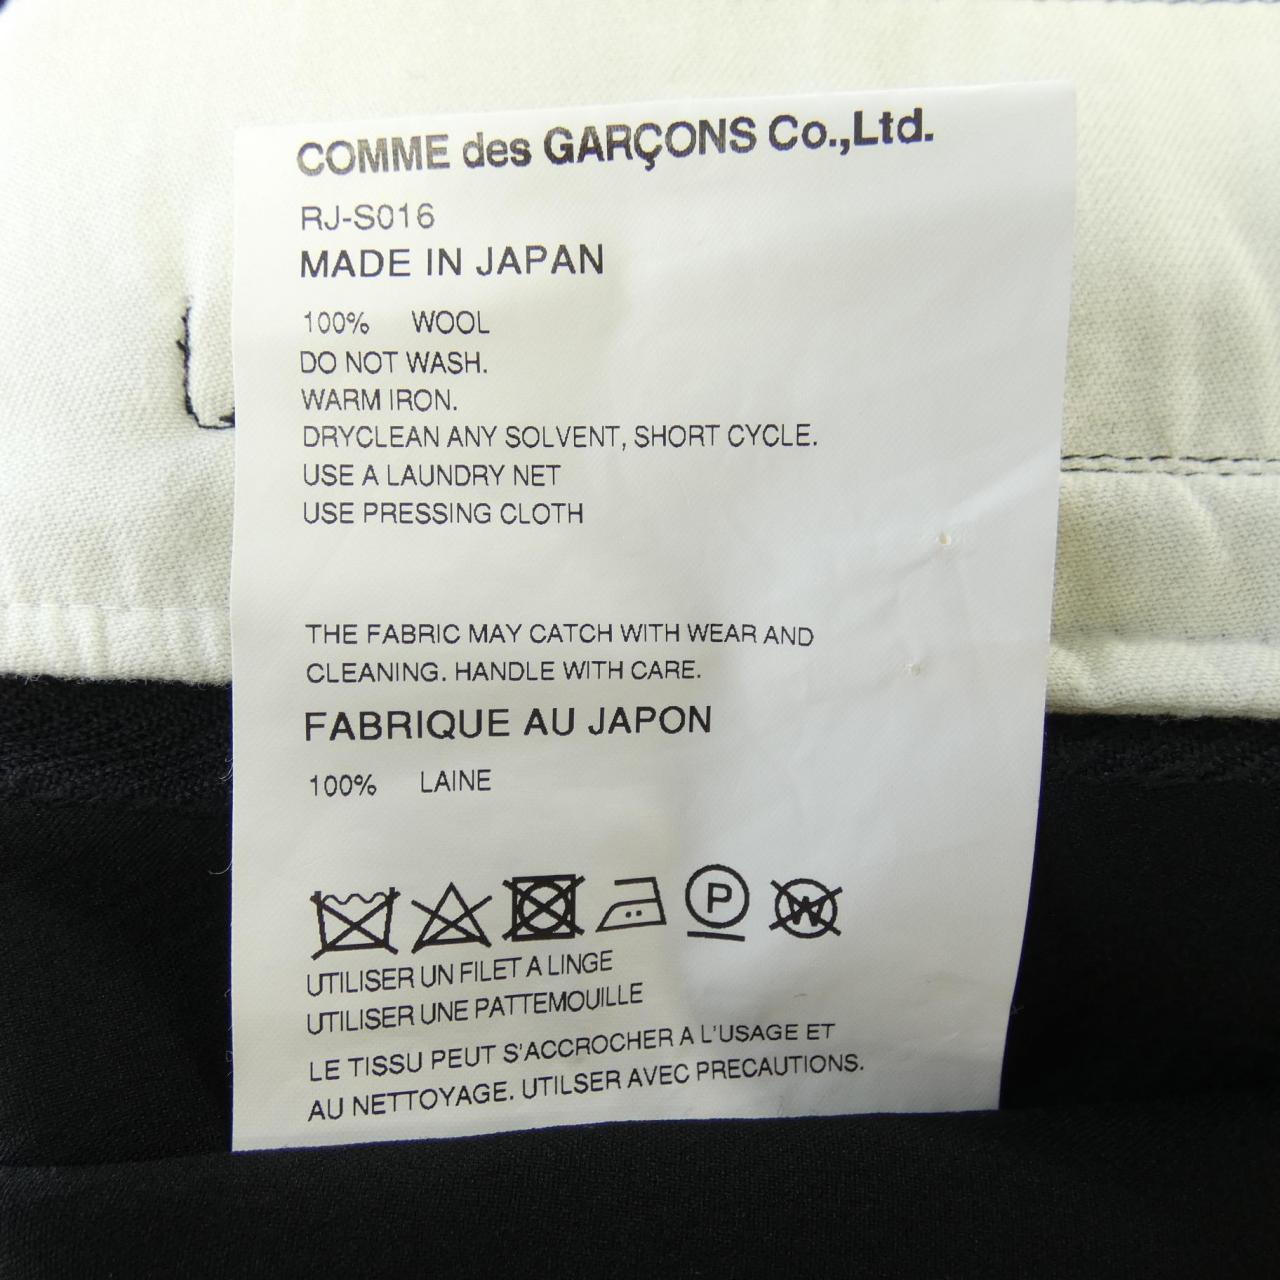 COMME des GARÇONS Co.,Ltd.
RJ-S016
MADE IN JAPAN
100% WOOL
DO NOT WASH.
WARM IRON.
DRYCLEAN ANY SOLVENT, SHORT CYCLE.
USE A LAUNDRY NET
USE PRESSING CLOTH
THE FABRIC MAY CATCH WITH WEAR AND
CLEANING. HANDLE WITH CARE.
FABRIQUE AU JAPON
100% LAINE
P W
UTILISER UN FILET A LINGE
UTILISER UNE PATTEMOUILLE
LE TISSU PEUT S'ACCROCHER A L'USAGE ET
AU NETTOYAGE. UTILSER AVEC PRECAUTIONS.